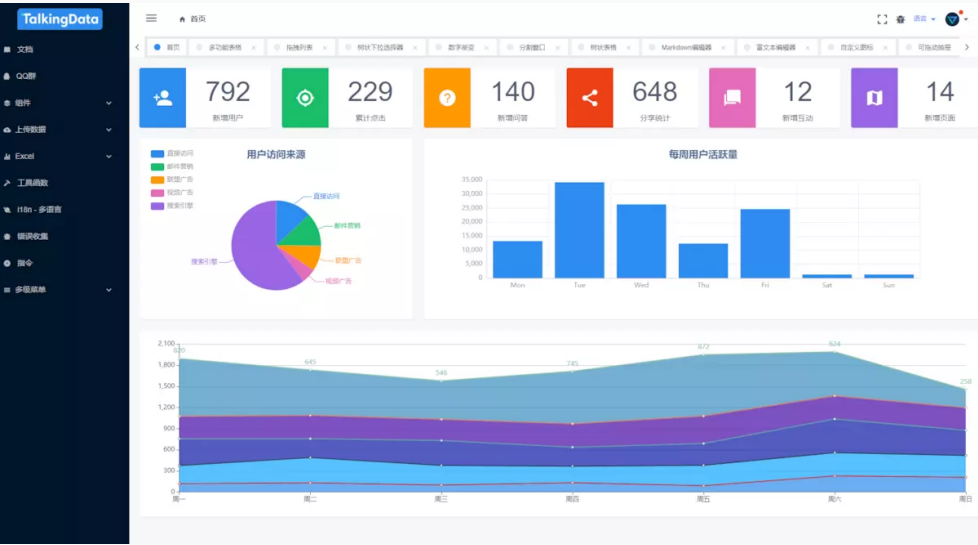 TalkingData
首页
语言
文档
QQ群
组件
上传数据
Excel
工具函数
i18n - 多语言
错误收集
指令
多级菜单
首页
多功能表格
拖拽列表
树状下拉选择器
数字渐变
分割窗口
树状表格
Markdown编辑器
富文本编辑器
自定义图标
可拖动抽屉
792
新增用户
229
累计点击
140
新增问答
648
分享统计
12
新增互动
14
新增页面
用户访问来源
直接访问
邮件营销
联盟广告
视频广告
搜索引擎
直接访问
邮件营销
联盟广告
视频广告
搜索引擎
每周用户活跃量
35,000
30,000
25,000
20,000
15,000
10,000
5,000
0
Mon
Tue
Wed
Thu
Fri
Sat
Sun
2,100
1,800
1,500
1,200
900
600
300
0
820
645
546
745
872
624
258
周一
周二
周三
周四
周五
周六
周日